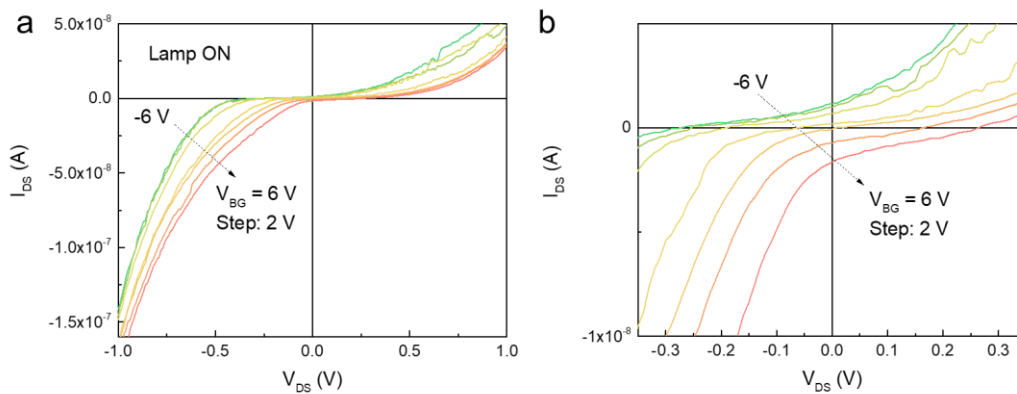 a
5.0x10⁻⁸
0.0
-5.0x10⁻⁸
-1.0x10⁻⁷
-1.5x10⁻⁷
I_DS (A)
Lamp ON
-6 V
V_BG = 6 V
Step: 2 V
-1.0 -0.5 0.0 0.5 1.0
V_DS (V)
b
0
-1x10⁻⁸
I_DS (A)
-6 V
V_BG = 6 V
Step: 2 V
-0.3 -0.2 -0.1 0.0 0.1 0.2 0.3
V_DS (V)